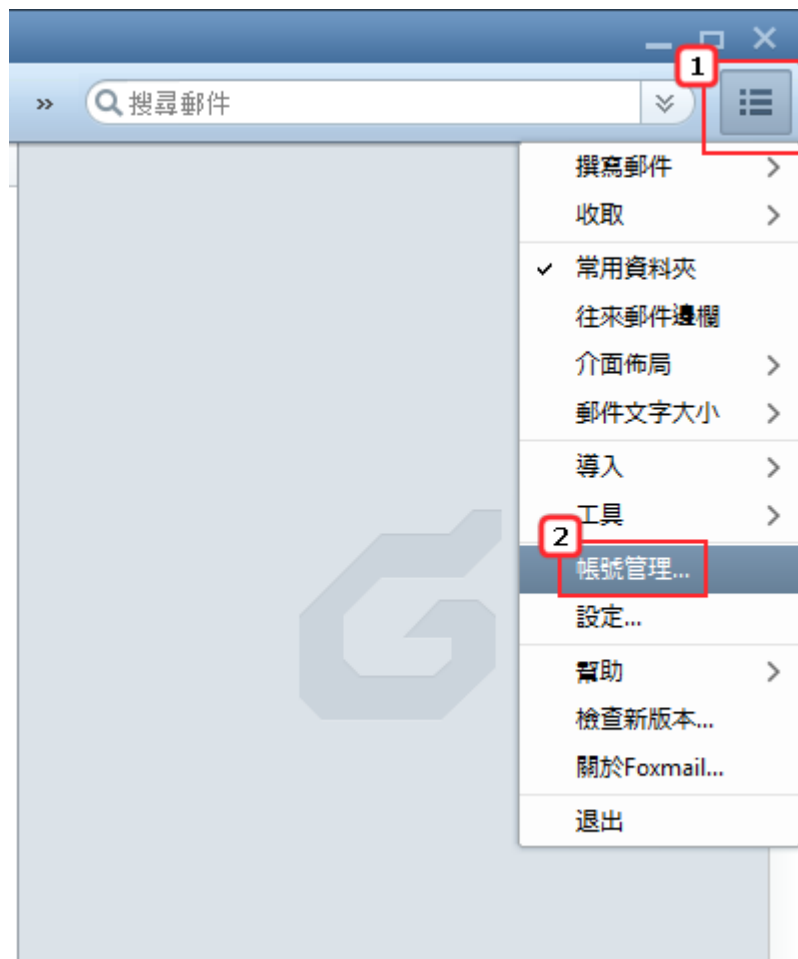 1
搜尋郵件
撰寫郵件
收取
常用資料夾
往來郵件邊欄
介面佈局
郵件文字大小
導入
工具
2
帳號管理...
設定...
幫助
檢查新版本...
關於Foxmail...
退出